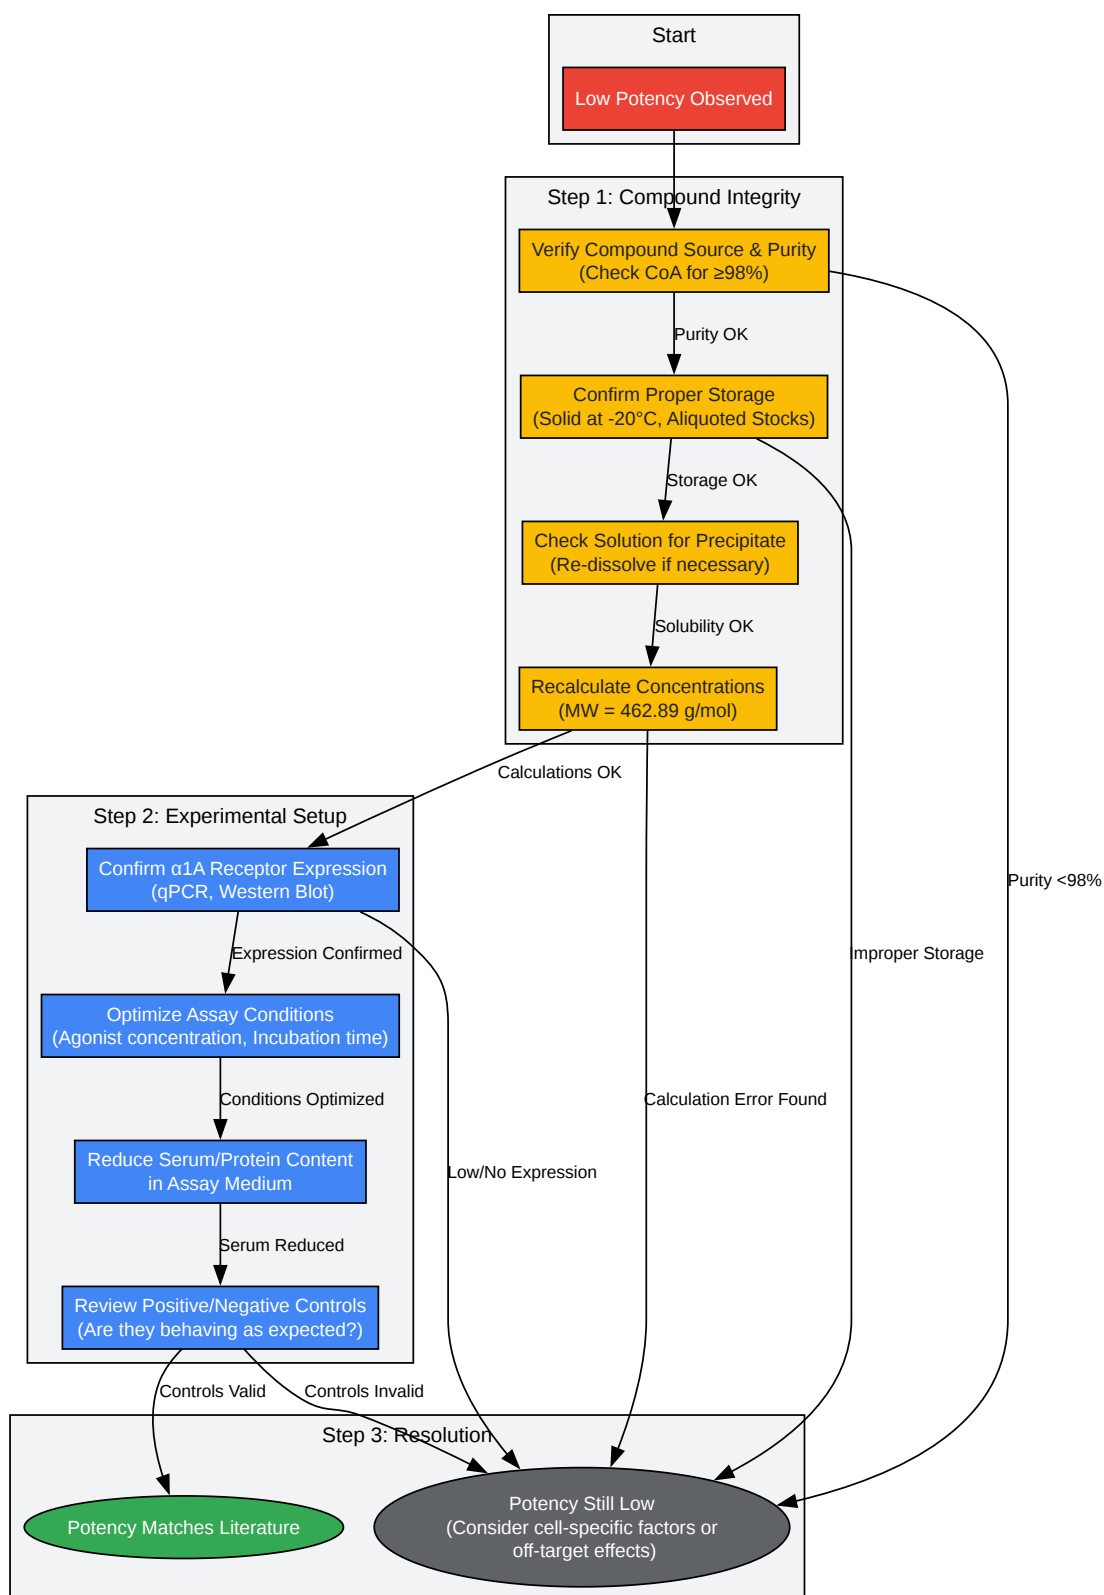 Start
Low Potency Observed
Step 1: Compound Integrity
Verify Compound Source & Purity
(Check CoA for ≥98%)
Purity OK
Confirm Proper Storage
(Solid at -20°C, Aliquoted Stocks)
Storage OK
Check Solution for Precipitate
(Re-dissolve if necessary)
Solubility OK
Recalculate Concentrations
(MW = 462.89 g/mol)
Calculations OK
Step 2: Experimental Setup
Confirm α1A Receptor Expression
(qPCR, Western Blot)
Purity <98%
Expression Confirmed
Improper Storage
Optimize Assay Conditions
(Agonist concentration, Incubation time)
Conditions Optimized
Calculation Error Found
Reduce Serum/Protein Content
in Assay Medium
Low/No Expression
Serum Reduced
Review Positive/Negative Controls
(Are they behaving as expected?)
Controls Valid
Controls Invalid
Step 3: Resolution
Potency Matches Literature
Potency Still Low
(Consider cell-specific factors or
off-target effects)